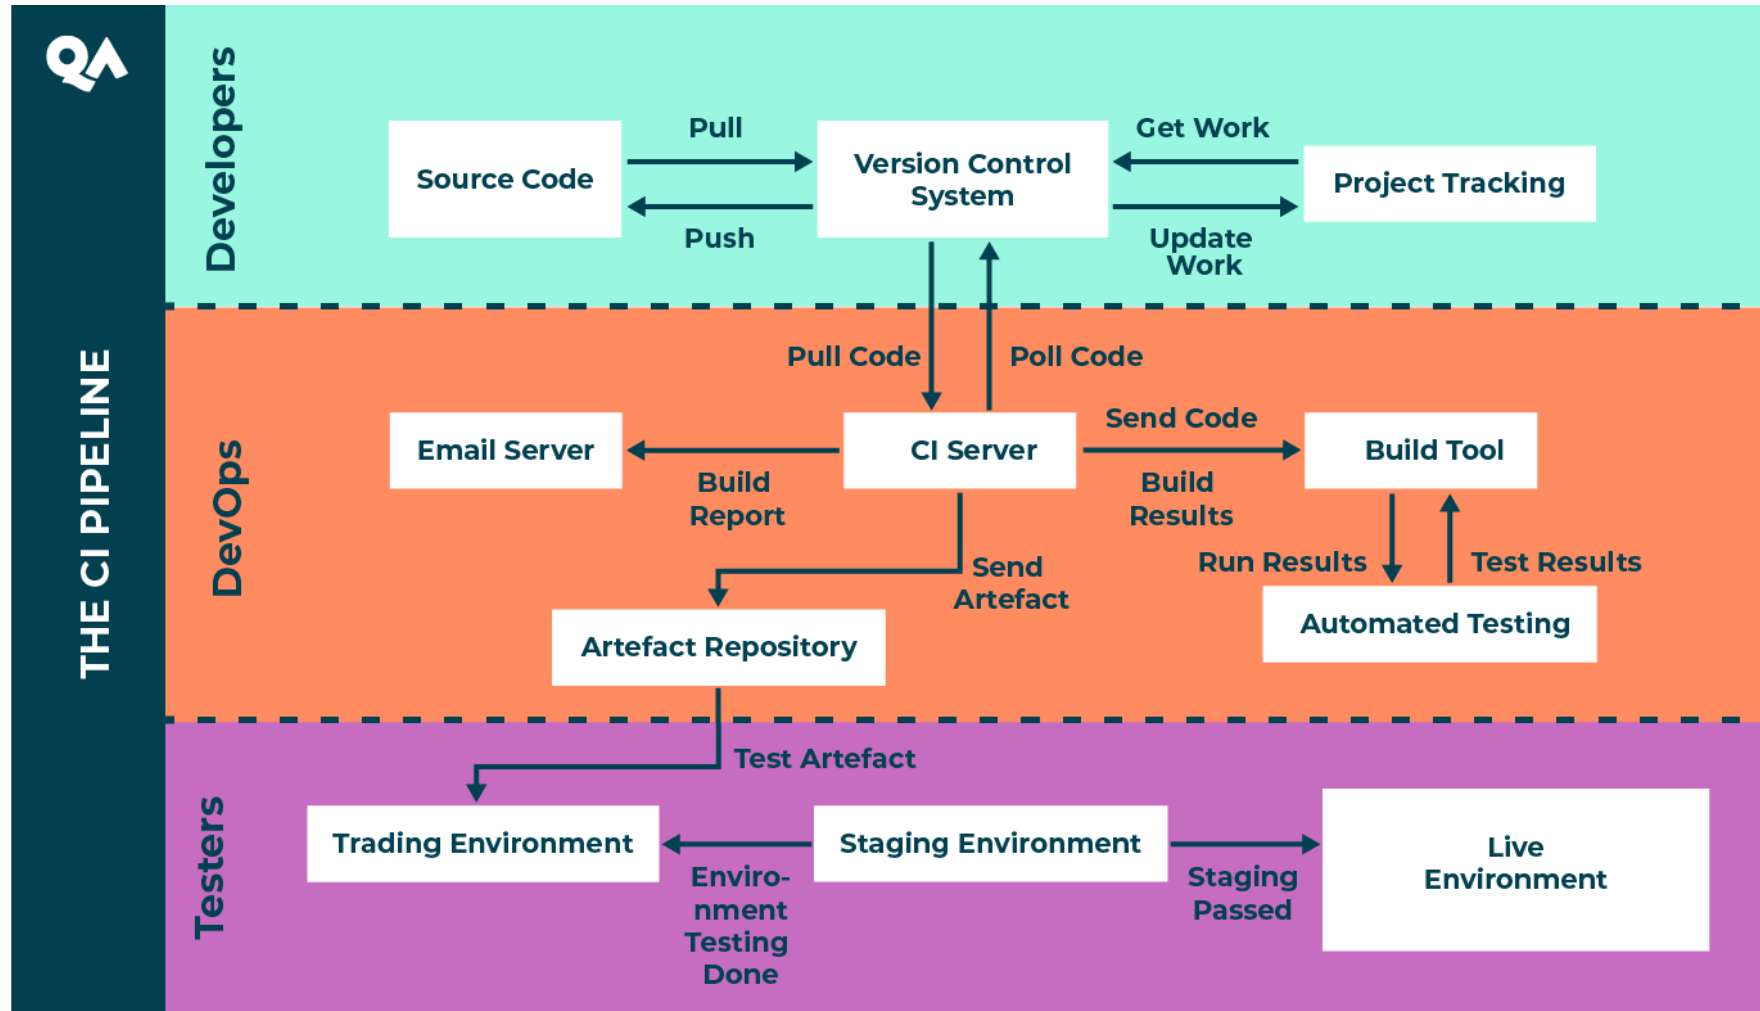 QA
THE CI PIPELINE
Developers
Source Code
Pull
Push
Version Control
System
Get Work
Update
Work
Project Tracking
DevOps
Pull Code
Poll Code
Email Server
Build
Report
CI Server
Send Code
Build
Results
Build Tool
Run Results
Test Results
Automated Testing
Send
Artefact
Artefact Repository
Testers
Test Artefact
Trading Environment
Enviro-
nment
Testing
Done
Staging Environment
Staging
Passed
Live
Environment